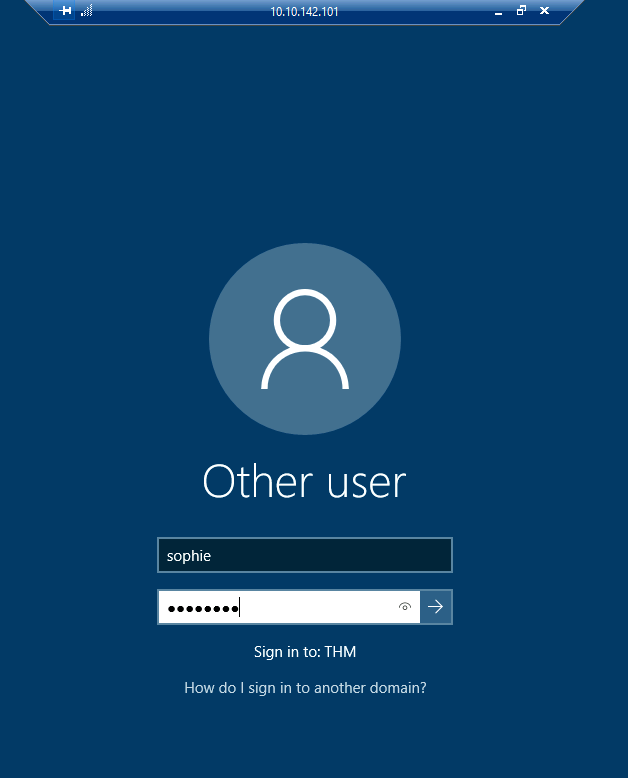 10.10.142.101
Other user
sophie
Sign in to: THM
How do I sign in to another domain?